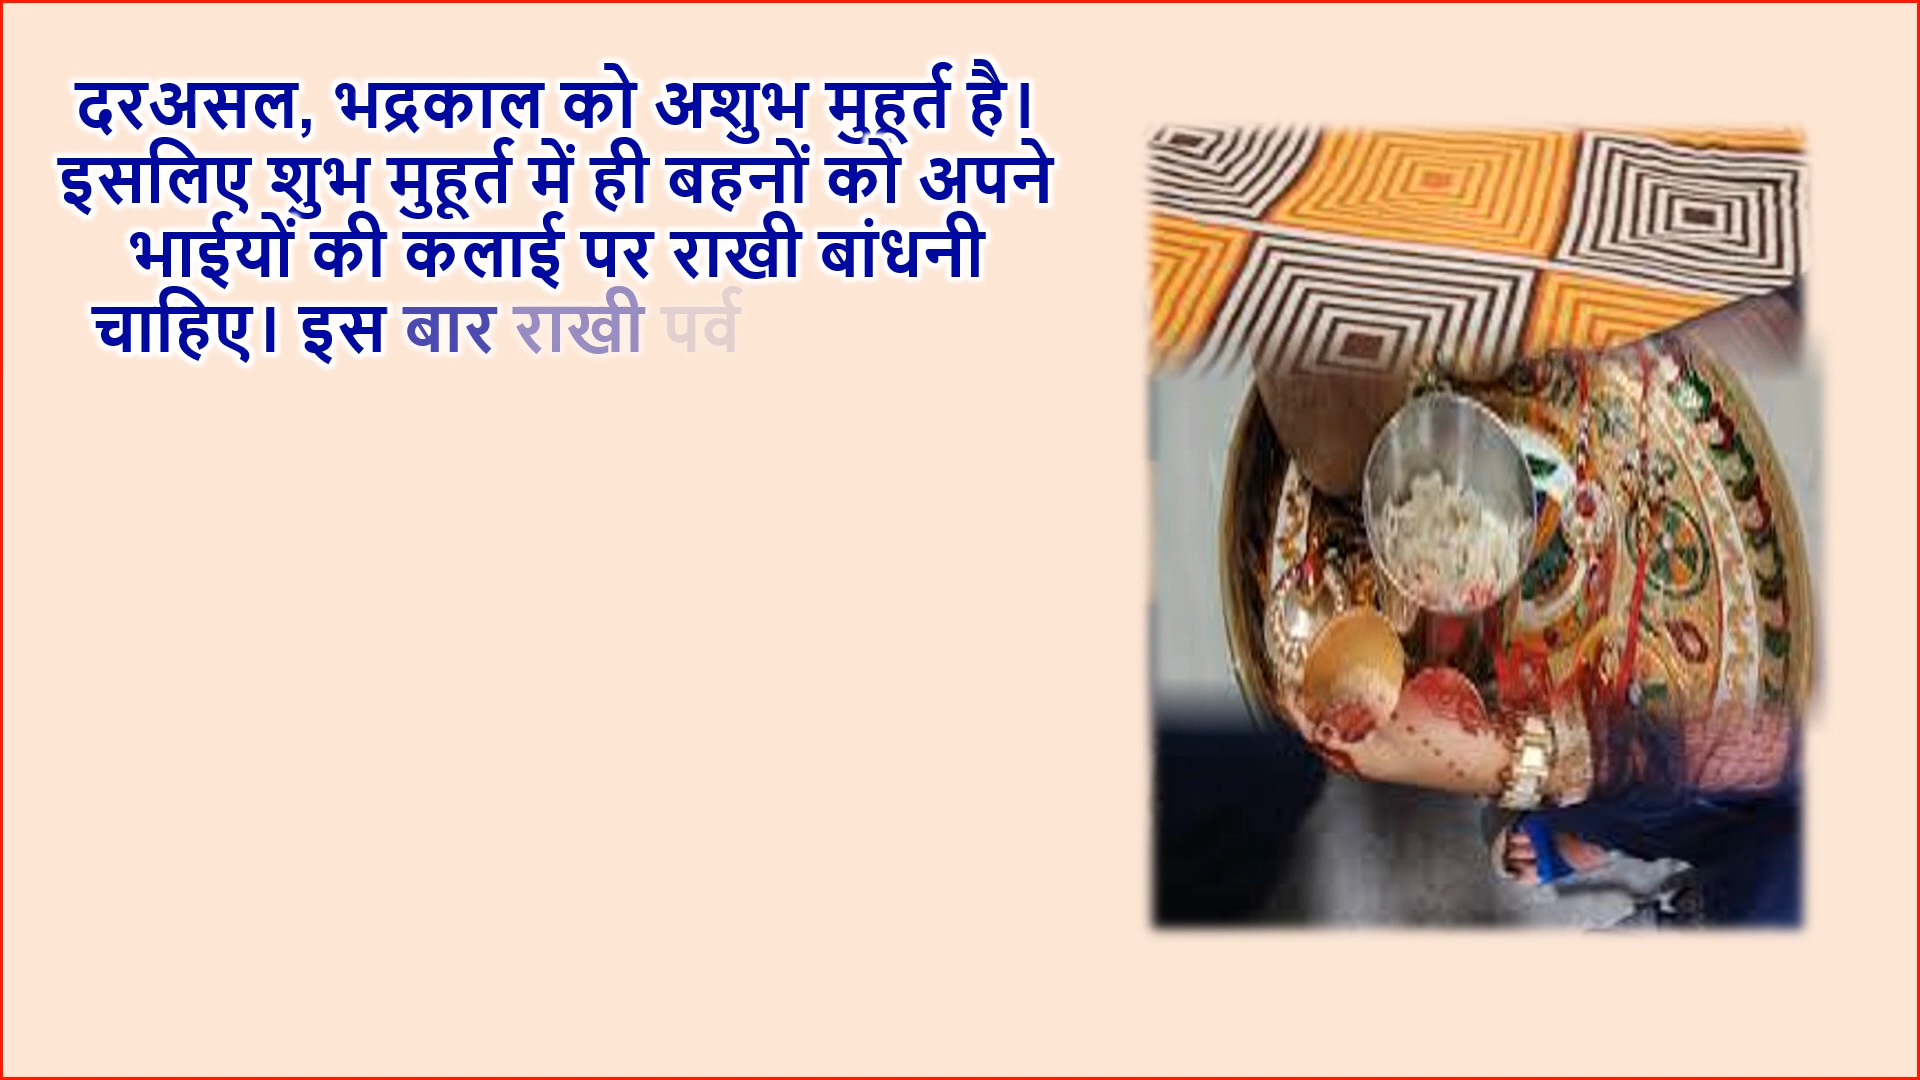 दरअसल, भद्रकाल को अशुभ मुहूर्त है।
इसलिए शुभ मुहूर्त में ही बहनों को अपने
भाईयों की कलाई पर राखी बांधनी
चाहिए। इस बार राखी पर्व